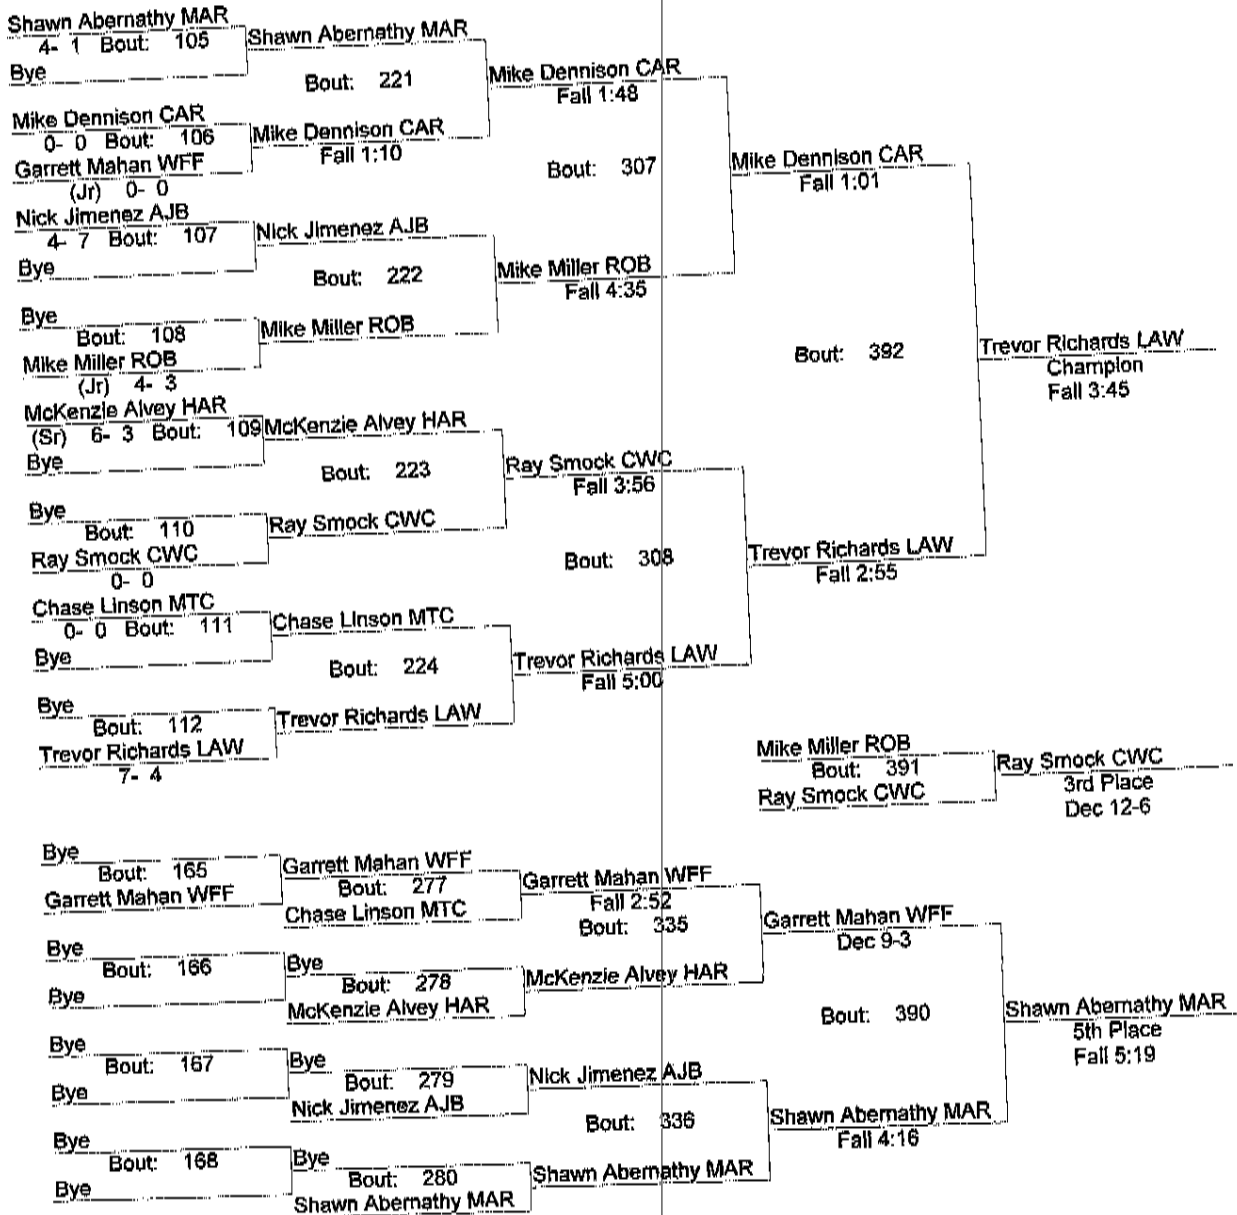 Shawn Abernathy MAR
4- 1 Bout: 105
Bye
Shawn Abernathy MAR
Bout: 221
Mike Dennison CAR
0- 0 Bout: 106
Garrett Mahan WFF
(Jr) 0- 0
Mike Dennison CAR
Fall 1:10
Mike Dennison CAR
Fall 1:48
Bout: 307
Nick Jimenez AJB
4- 7 Bout: 107
Bye
Nick Jimenez AJB
Bout: 222
Bye
Bout: 108
Mike Miller ROB
(Jr) 4- 3
Mike Miller ROB
Mike Miller ROB
Fall 4:35
Mike Dennison CAR
Fall 1:01
Bout: 392
McKenzie Alvey HAR
(Sr) 6- 3 Bout: 109
Bye
McKenzie Alvey HAR
Bout: 223
Bye
Bout: 110
Ray Smock CWC
0- 0
Ray Smock CWC
Ray Smock CWC
Fall 3:56
Bout: 308
Chase Linson MTC
0- 0 Bout: 111
Bye
Chase Linson MTC
Bout: 224
Bye
Bout: 112
Trevor Richards LAW
7- 4
Trevor Richards LAW
Trevor Richards LAW
Fall 5:00
Trevor Richards LAW
Fall 2:55
Trevor Richards LAW
Champion
Fall 3:45
Mike Miller ROB
Bout: 391
Ray Smock CWC
Ray Smock CWC
3rd Place
Dec 12-6
Bye
Bout: 165
Garrett Mahan WFF
Garrett Mahan WFF
Bout: 277
Chase Linson MTC
Garrett Mahan WFF
Fall 2:52
Bout: 335
Bye
Bout: 166
Bye
Bye
Bout: 278
McKenzie Alvey HAR
McKenzie Alvey HAR
Garrett Mahan WFF
Dec 9-3
Bout: 390
Bye
Bout: 167
Bye
Bye
Bout: 279
Nick Jimenez AJB
Nick Jimenez AJB
Bout: 336
Bye
Bout: 168
Bye
Bye
Bout: 280
Shawn Abernathy MAR
Shawn Abernathy MAR
Shawn Abernathy MAR
Fall 4:16
Shawn Abernathy MAR
5th Place
Fall 5:19